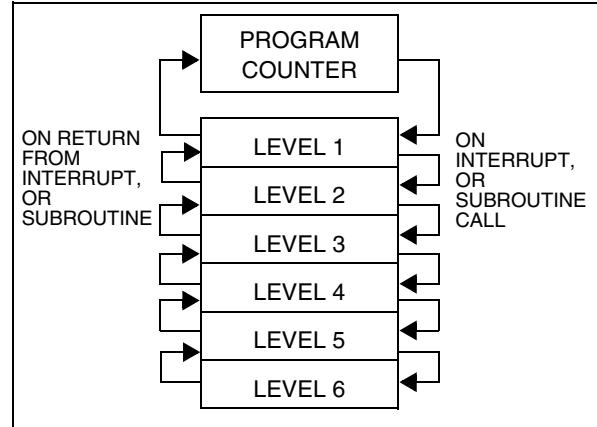 PROGRAM
COUNTER
ON RETURN
FROM
INTERRUPT,
OR
SUBROUTINE
LEVEL 1
LEVEL 2
LEVEL 3
LEVEL 4
LEVEL 5
LEVEL 6
ON
INTERRUPT,
OR
SUBROUTINE
CALL